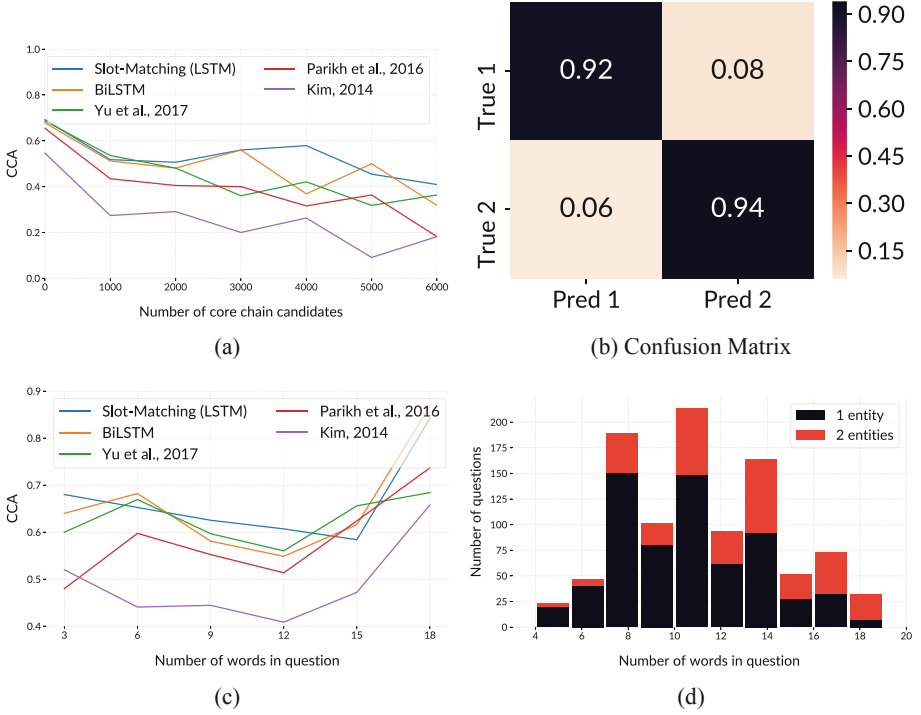 1.0
0.8
0.6
0.4
0.2
0.0
CCA
Slot-Matching (LSTM)
BiLSTM
Yu et al., 2017
Parikh et al., 2016
Kim, 2014
0 1000 2000 3000 4000 5000 6000
Number of core chain candidates
(a)
True 1
True 2
0.92 0.08
0.06 0.94
Pred 1 Pred 2
0.90
0.75
0.60
0.45
0.30
0.15
(b) Confusion Matrix
0.9
0.8
0.7
0.6
0.5
0.4
CCA
Slot-Matching (LSTM)
BiLSTM
Yu et al., 2017
Parikh et al., 2016
Kim, 2014
3 6 9 12 15 18
Number of words in question
(c)
200
175
150
125
100
75
50
25
0
Number of questions
1 entity
2 entities
4 6 8 10 12 14 16 18 20
Number of words in question
(d)